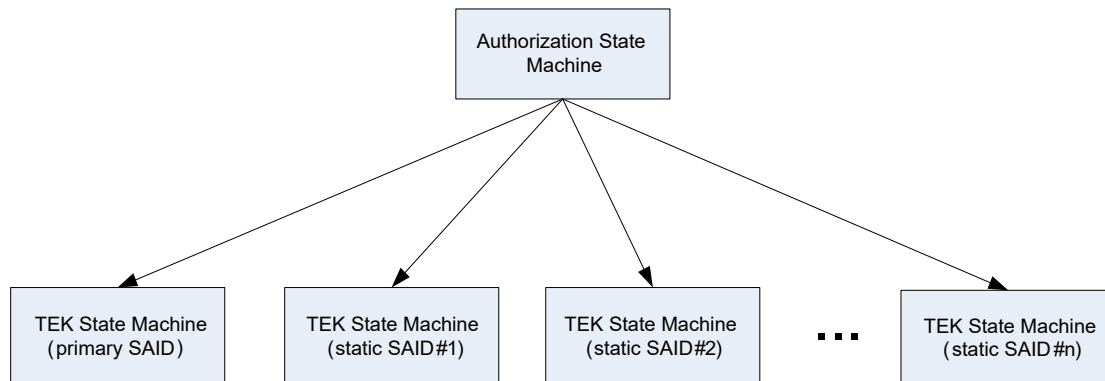 Authorization State
Machine
TEK State Machine
(primary SAID)
TEK State Machine
(static SAID#1)
TEK State Machine
(static SAID#2)
...
TEK State Machine
(static SAID#n)